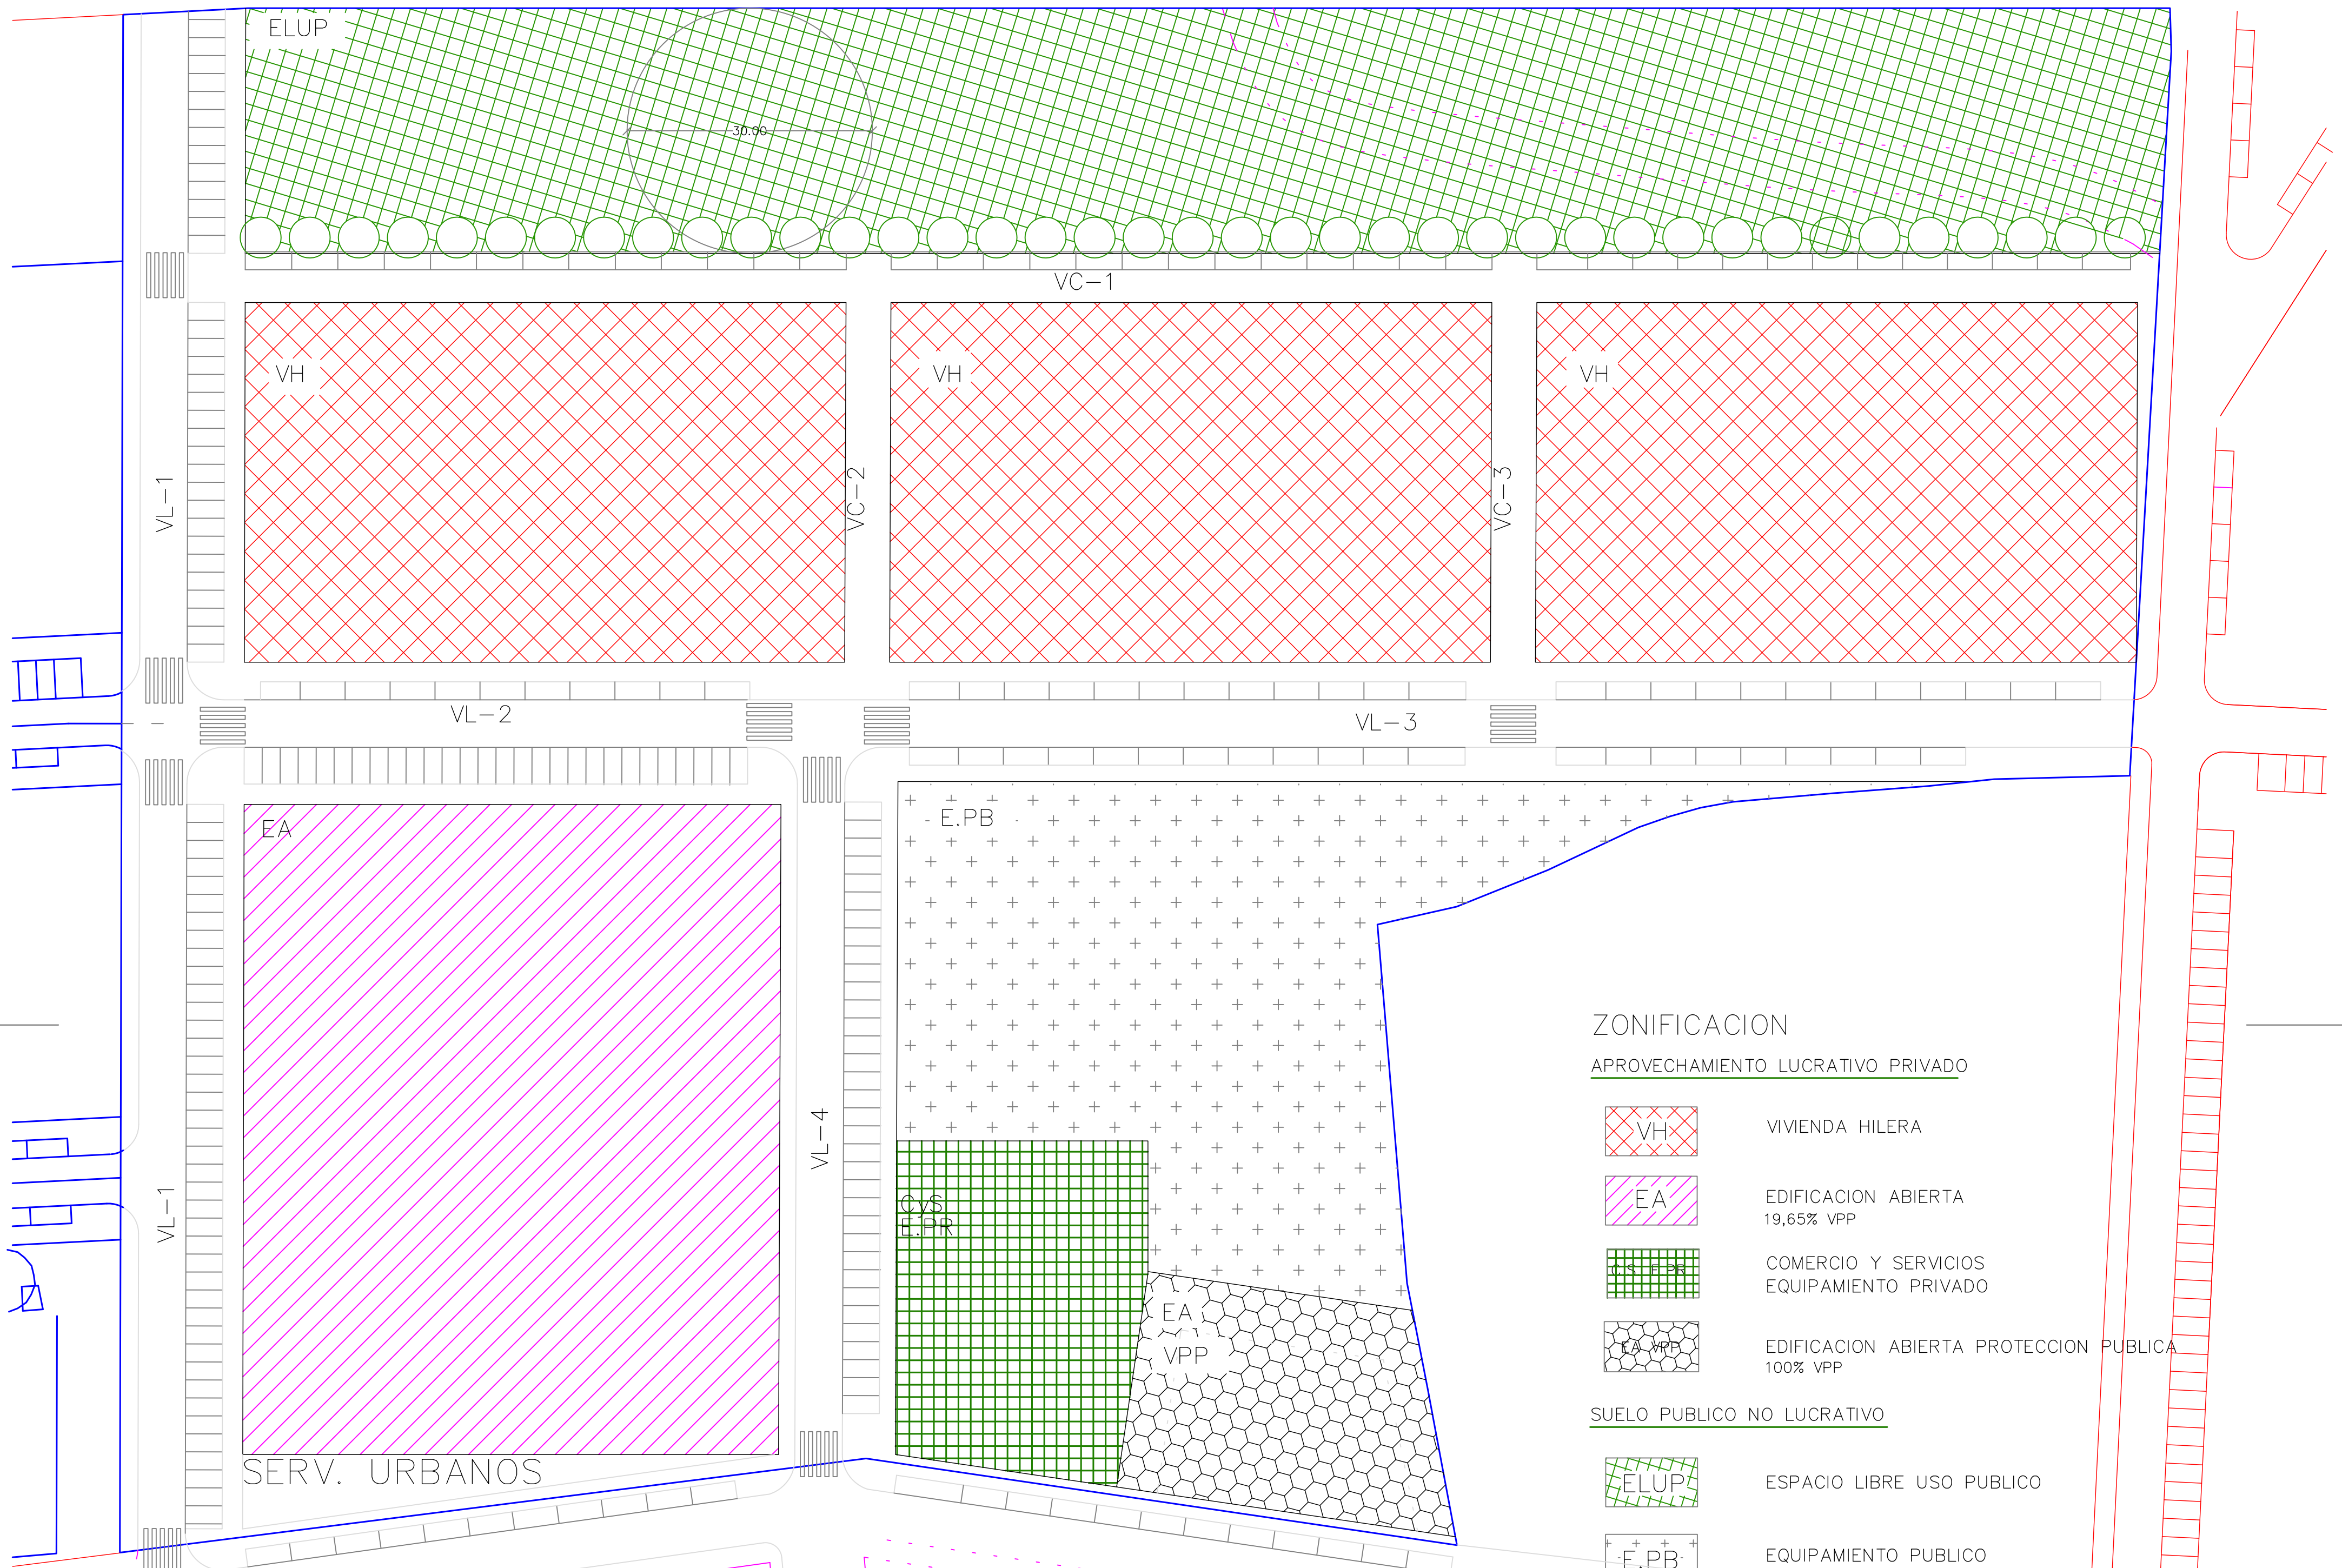 ELUP
30.00
VC-1
VH
VH
VH
VL-1
VC-2
VC-3
VL-2
VL-3
EA
E.PB
VL-4
VL-1
CyS
E.PR
EA
VPP
SERV. URBANOS
ZONIFICACION
APROVECHAMIENTO LUCRATIVO PRIVADO
VH
VIVIENDA HILERA
EA
EDIFICACION ABIERTA
19,65% VPP
C.S. E.PR
COMERCIO Y SERVICIOS
EQUIPAMIENTO PRIVADO
EA VPP
EDIFICACION ABIERTA PROTECCION PUBLICA
100% VPP
SUELO PUBLICO NO LUCRATIVO
ELUP
ESPACIO LIBRE USO PUBLICO
E.PB
EQUIPAMIENTO PUBLICO